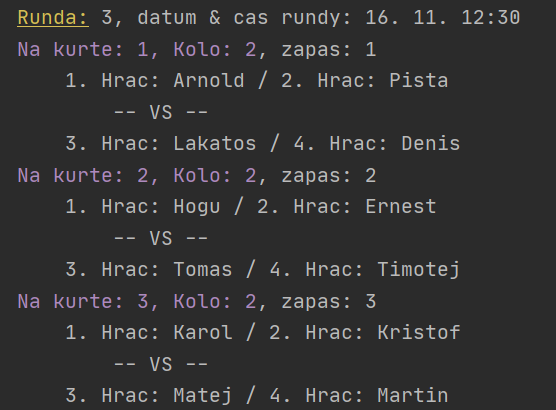 Runda: 3, datum & cas rundy: 16. 11. 12:30
Na kurte: 1, Kolo: 2, zapas: 1
1. Hrac: Arnold / 2. Hrac: Pista
-- VS --
3. Hrac: Lakatos / 4. Hrac: Denis
Na kurte: 2, Kolo: 2, zapas: 2
1. Hrac: Hogu / 2. Hrac: Ernest
-- VS --
3. Hrac: Tomas / 4. Hrac: Timotej
Na kurte: 3, Kolo: 2, zapas: 3
1. Hrac: Karol / 2. Hrac: Kristof
-- VS --
3. Hrac: Matej / 4. Hrac: Martin